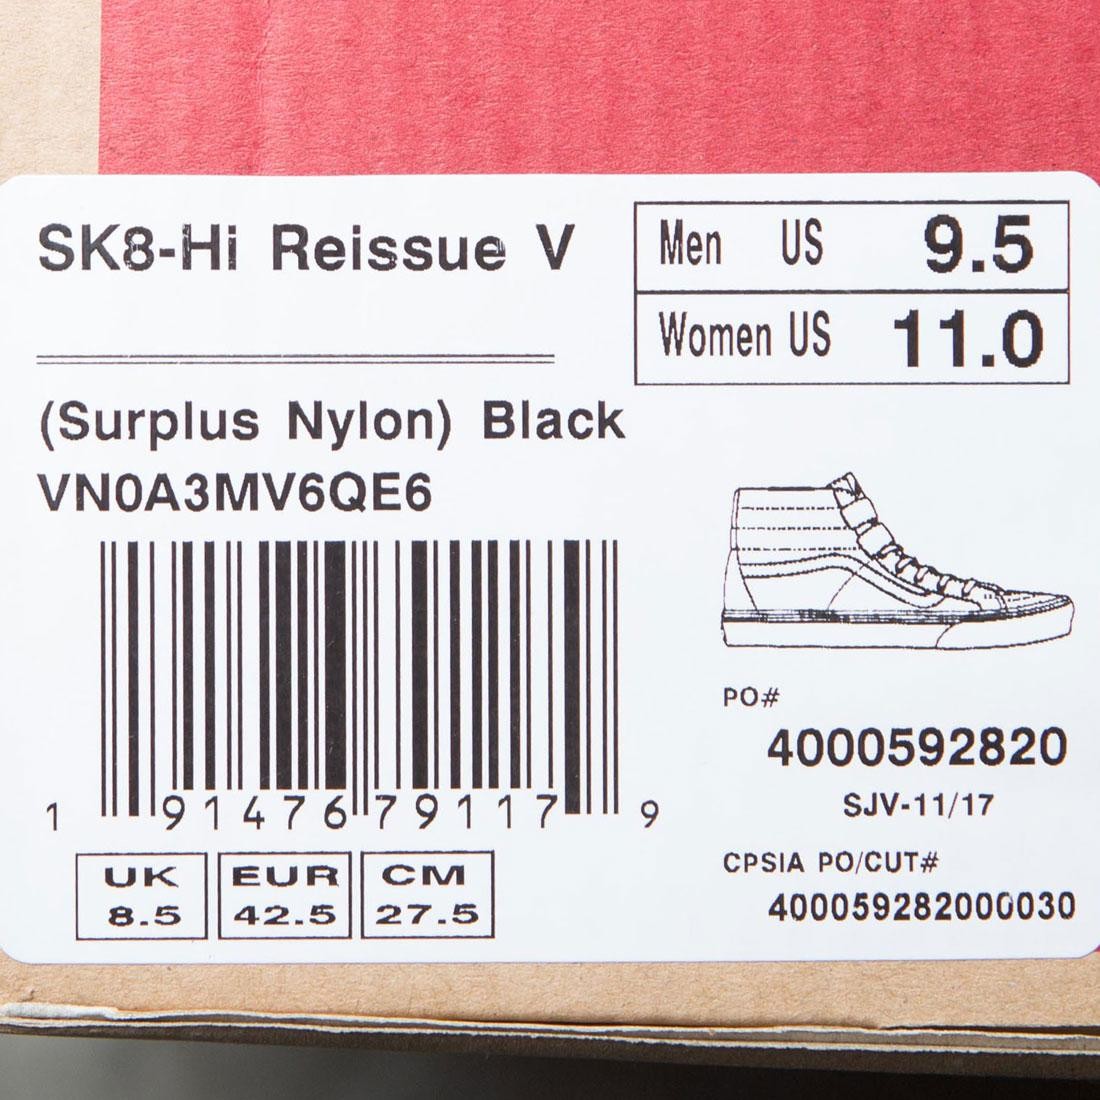 SK8-Hi Reissue V
Men US 9.5
Women US 11.0
(Surplus Nylon) Black
VN0A3MV6QE6
1 91476 79117 9
UK 8.5
EUR 42.5
CM 27.5
PO#
4000592820
SJV-11/17
CPSIA PO/CUT#
400059282000030